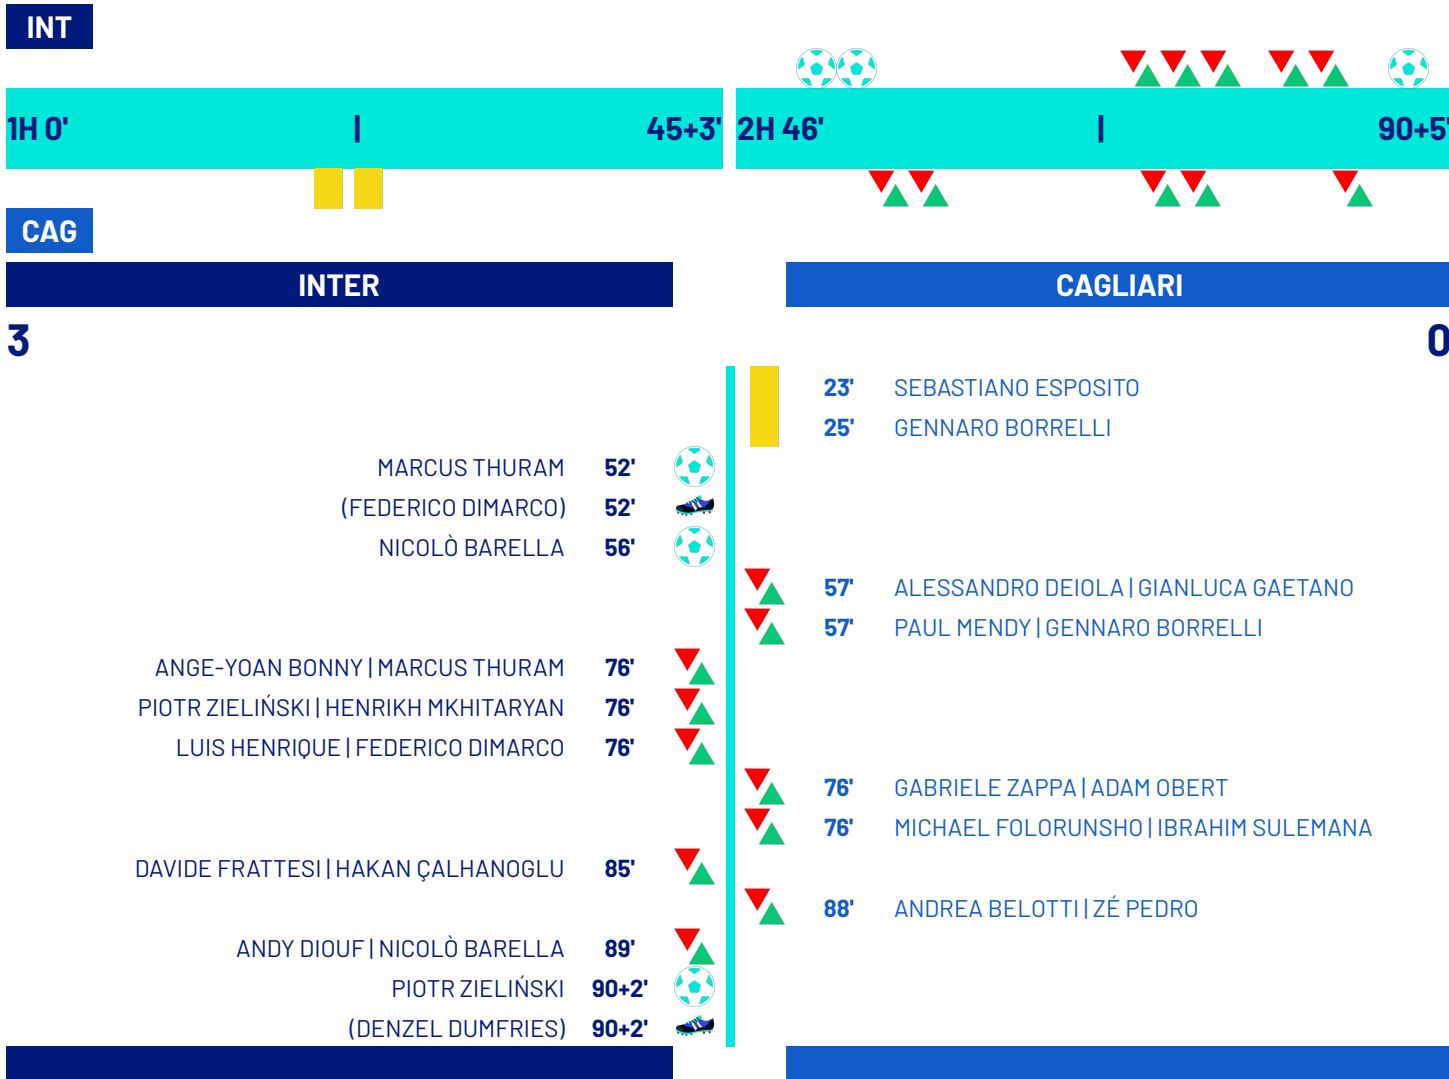 INT
1H 0' | 45+3' 2H 46' | 90+5'
CAG
INTER CAGLIARI
3 0
23' SEBASTIANO ESPOSITO
25' GENNARO BORRELLI
MARCUS THURAM 52'
(FEDERICO DIMARCO) 52'
NICOLÒ BARELLA 56'
57' ALESSANDRO DEIOLA | GIANLUCA GAETANO
57' PAUL MENDY | GENNARO BORRELLI
ANGE-YOAN BONNY | MARCUS THURAM 76'
PIOTR ZIELIŃSKI | HENRIKH MKHITARYAN 76'
LUIS HENRIQUE | FEDERICO DIMARCO 76'
76' GABRIELE ZAPPA | ADAM OBERT
76' MICHAEL FOLORUNSHO | IBRAHIM SULEMANA
DAVIDE FRATTESI | HAKAN ÇALHANOGLU 85'
88' ANDREA BELOTTI | ZÉ PEDRO
ANDY DIOUF | NICOLÒ BARELLA 89'
PIOTR ZIELIŃSKI 90+2'
(DENZEL DUMFRIES) 90+2'